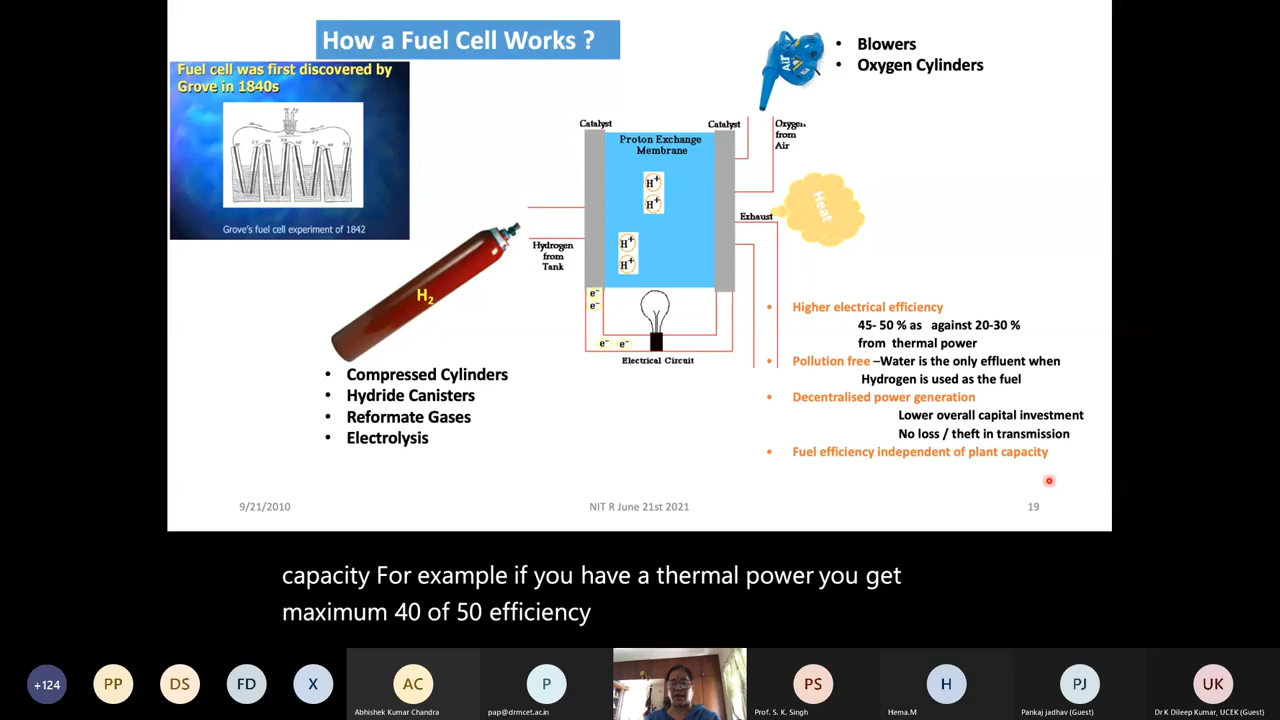 How a Fuel Cell Works ?
Fuel cell was first discovered by
Grove in 1840s
Grove's fuel cell experiment of 1842
Air
Blowers
Oxygen Cylinders
Catalyst
Catalyst
Proton Exchange
Membrane
Oxygen
from
Air
H+
H+
H+
H+
Heat
Exhaust
Hydrogen
from
Tank
H2
e-
e-
e-
e-
Electrical Circuit
Compressed Cylinders
Hydride Canisters
Reformate Gases
Electrolysis
Higher electrical efficiency
45- 50 % as against 20-30 %
from thermal power
Pollution free –Water is the only effluent when
Hydrogen is used as the fuel
Decentralised power generation
Lower overall capital investment
No loss / theft in transmission
Fuel efficiency independent of plant capacity
9/21/2010
NIT R June 21st 2021
19
capacity For example if you have a thermal power you get
maximum 40 of 50 efficiency
+124
PP
DS
FD
X
AC
Abhishek Kumar Chandra
P
pap@drmcet.ac.in
PS
Prof. S. K. Singh
H
Hema.M
PJ
Pankaj jadhav (Guest)
UK
Dr K Dileep Kumar, UCEK (Guest)